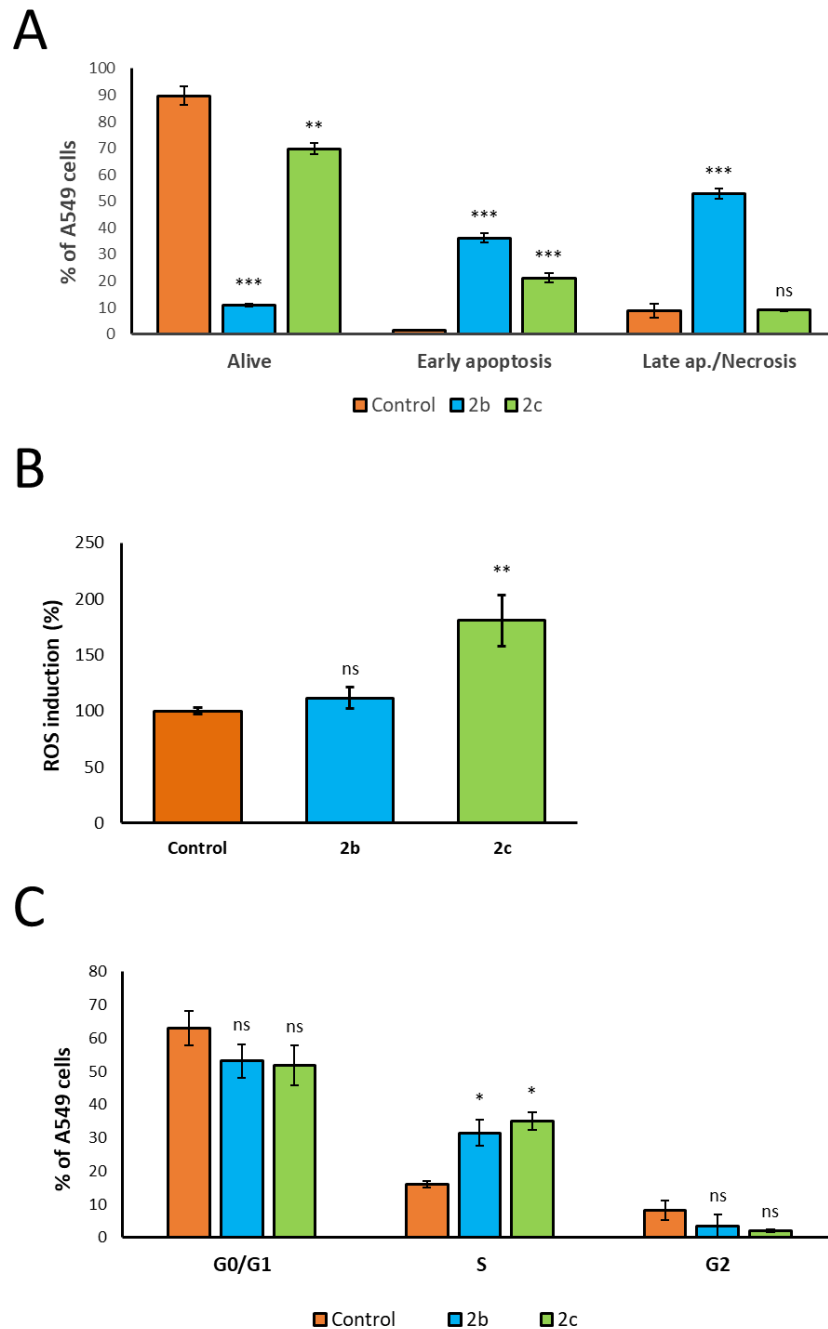 A
100
90
80
70
60
50
40
30
20
10
0
% of A549 cells
***
**
***
***
***
ns
Alive Early apoptosis Late ap./Necrosis
Control 2b 2c
B
250
200
150
100
50
0
ROS induction (%)
ns
**
Control 2b 2c
C
80
70
60
50
40
30
20
10
0
% of A549 cells
ns ns
* *
ns ns
G0/G1 S G2
Control 2b 2c